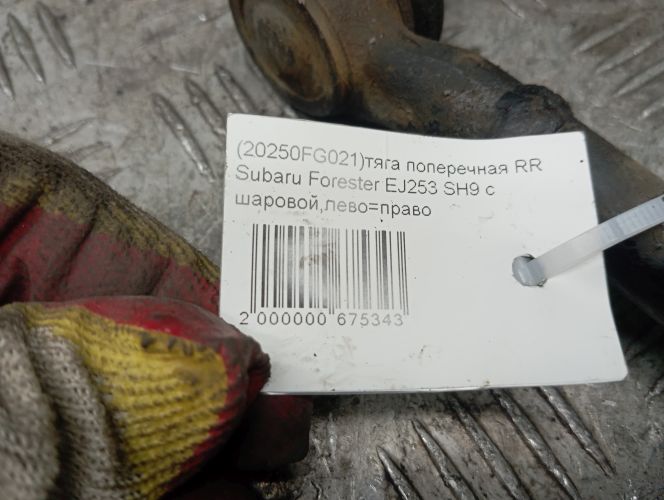 (20250FG021)тяга поперечная RR
Subaru Forester EJ253 SH9 с
шаровой,лево=право
2 000000 675343